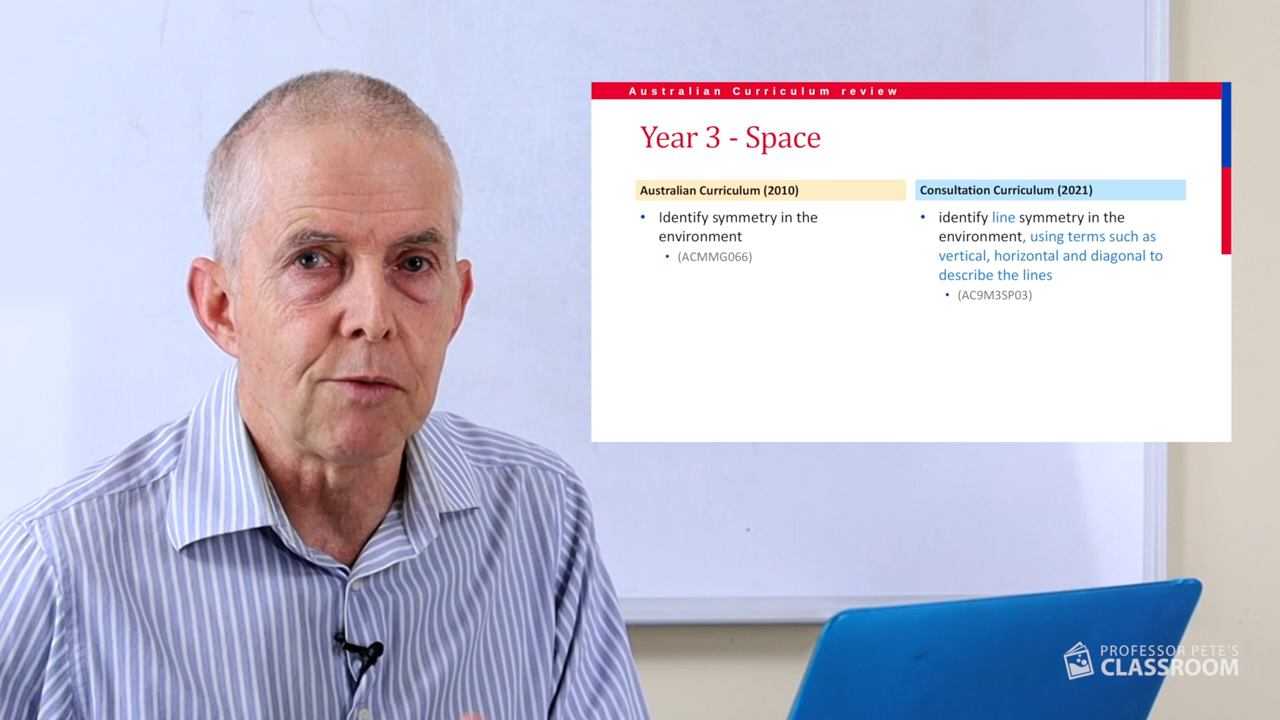 Australian Curriculum review
Year 3 - Space
Australian Curriculum (2010)
• Identify symmetry in the
environment
• (ACMMG066)
Consultation Curriculum (2021)
• identify line symmetry in the
environment, using terms such as
vertical, horizontal and diagonal to
describe the lines
• (AC9M3SP03)
PROFESSOR PETE'S
CLASSROOM